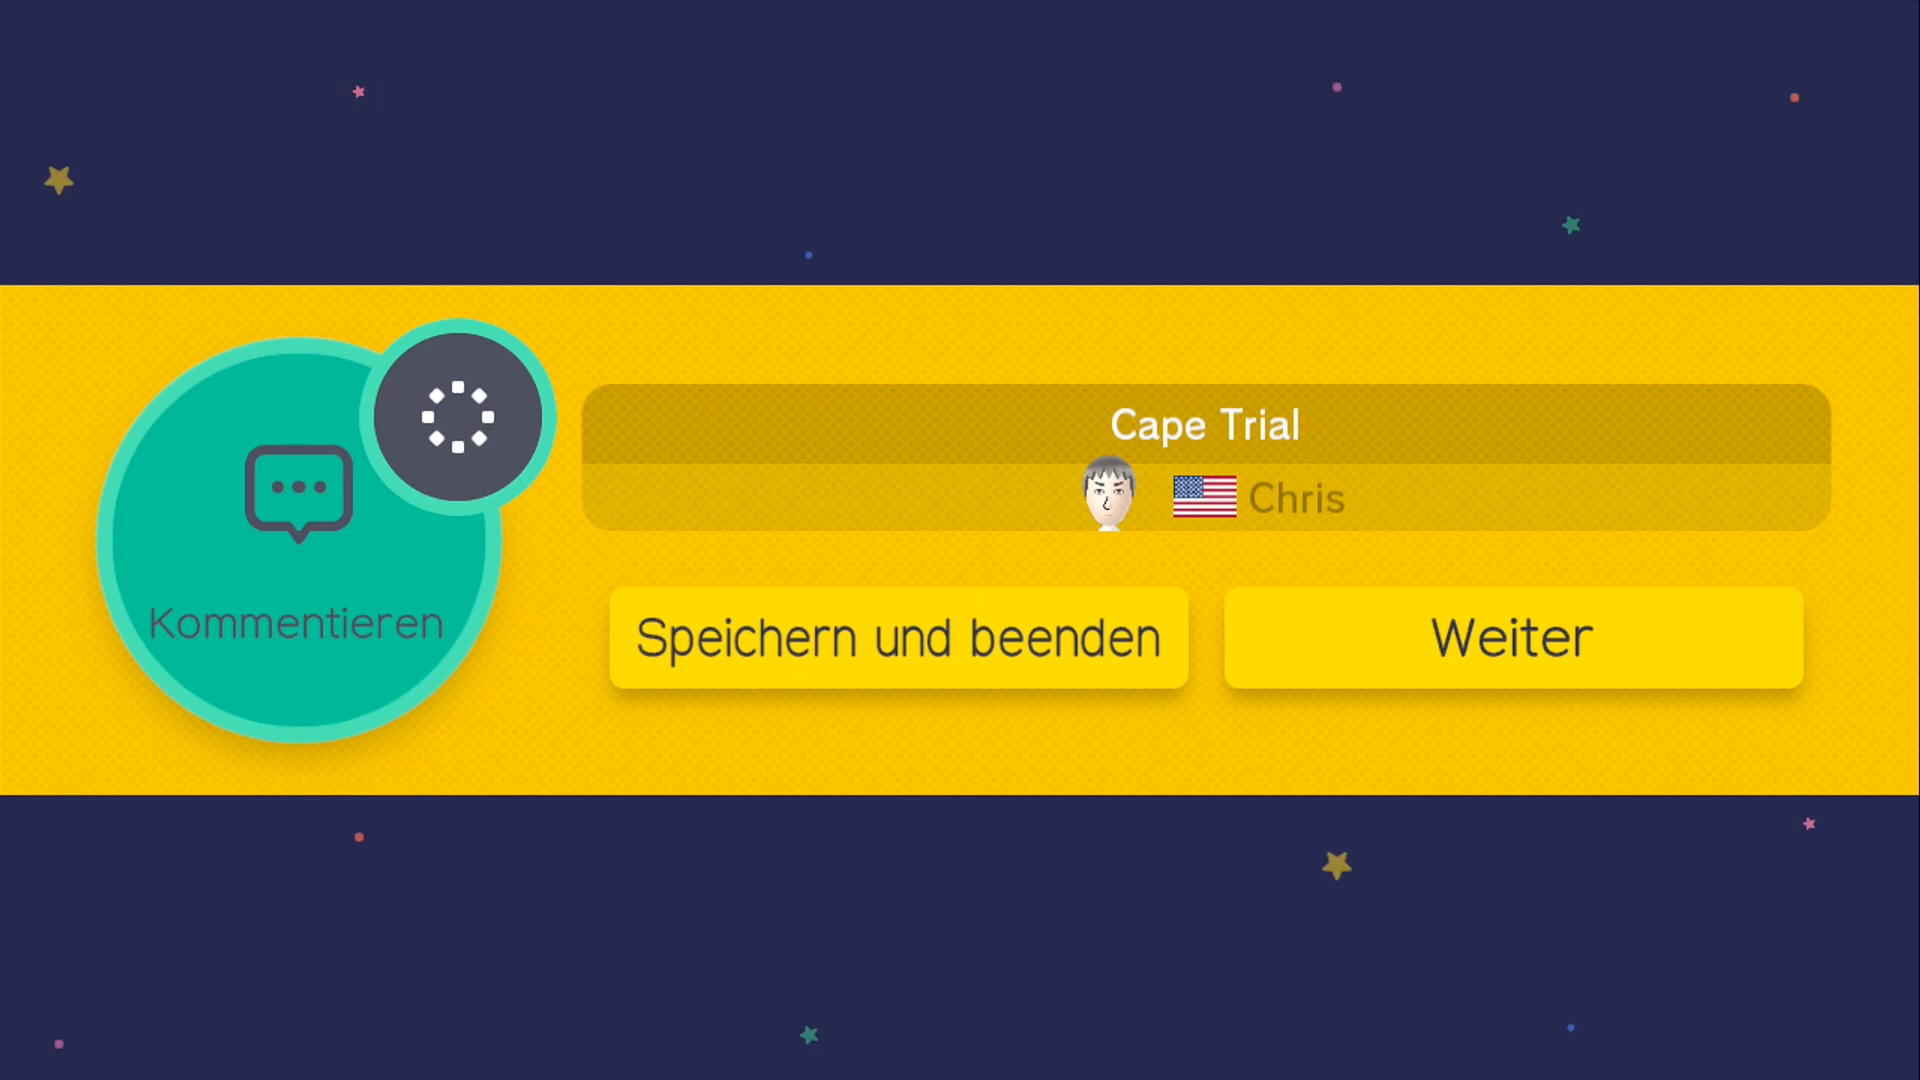 Cape Trial
Chris
Kommentieren
Speichern und beenden
Weiter